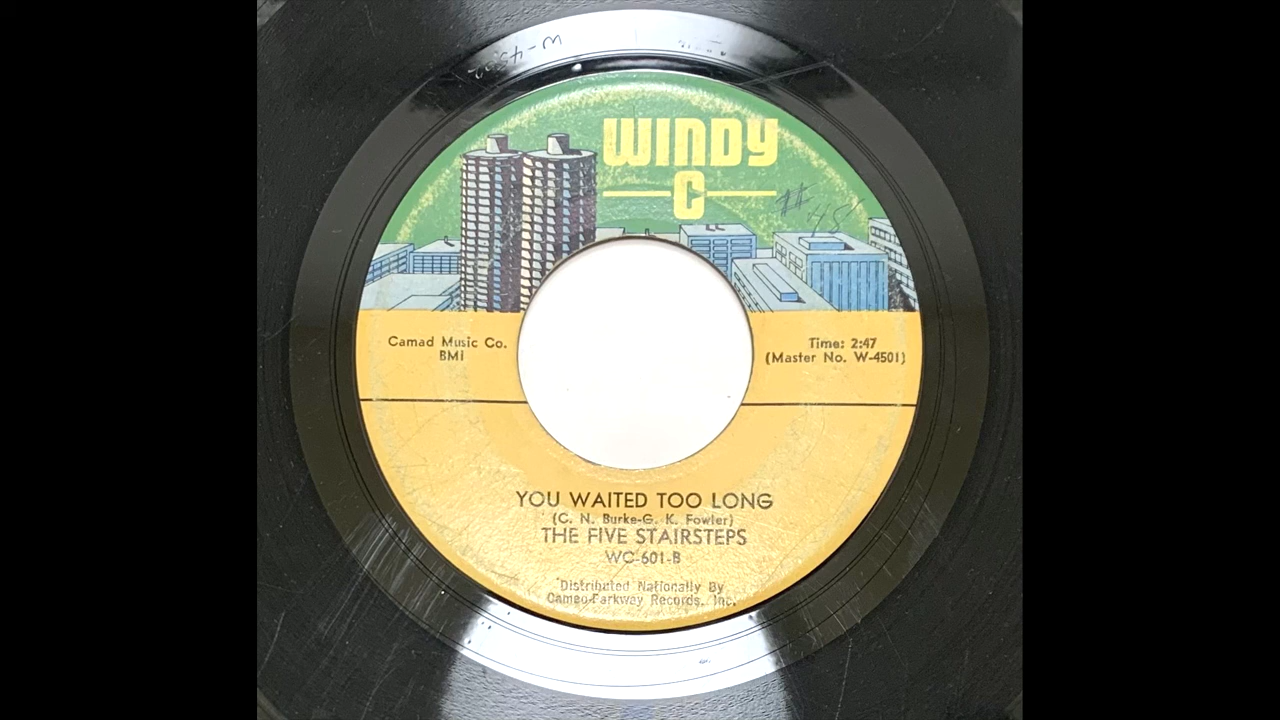 WINDY
C
# 45
Camad Music Co.
BMI
Time: 2:47
(Master No. W-4501)
YOU WAITED TOO LONG
(C. N. Burke-G. K. Fowler)
THE FIVE STAIRSTEPS
WC-601-B
Distributed Nationally By
Cameo-Parkway Records, Inc.